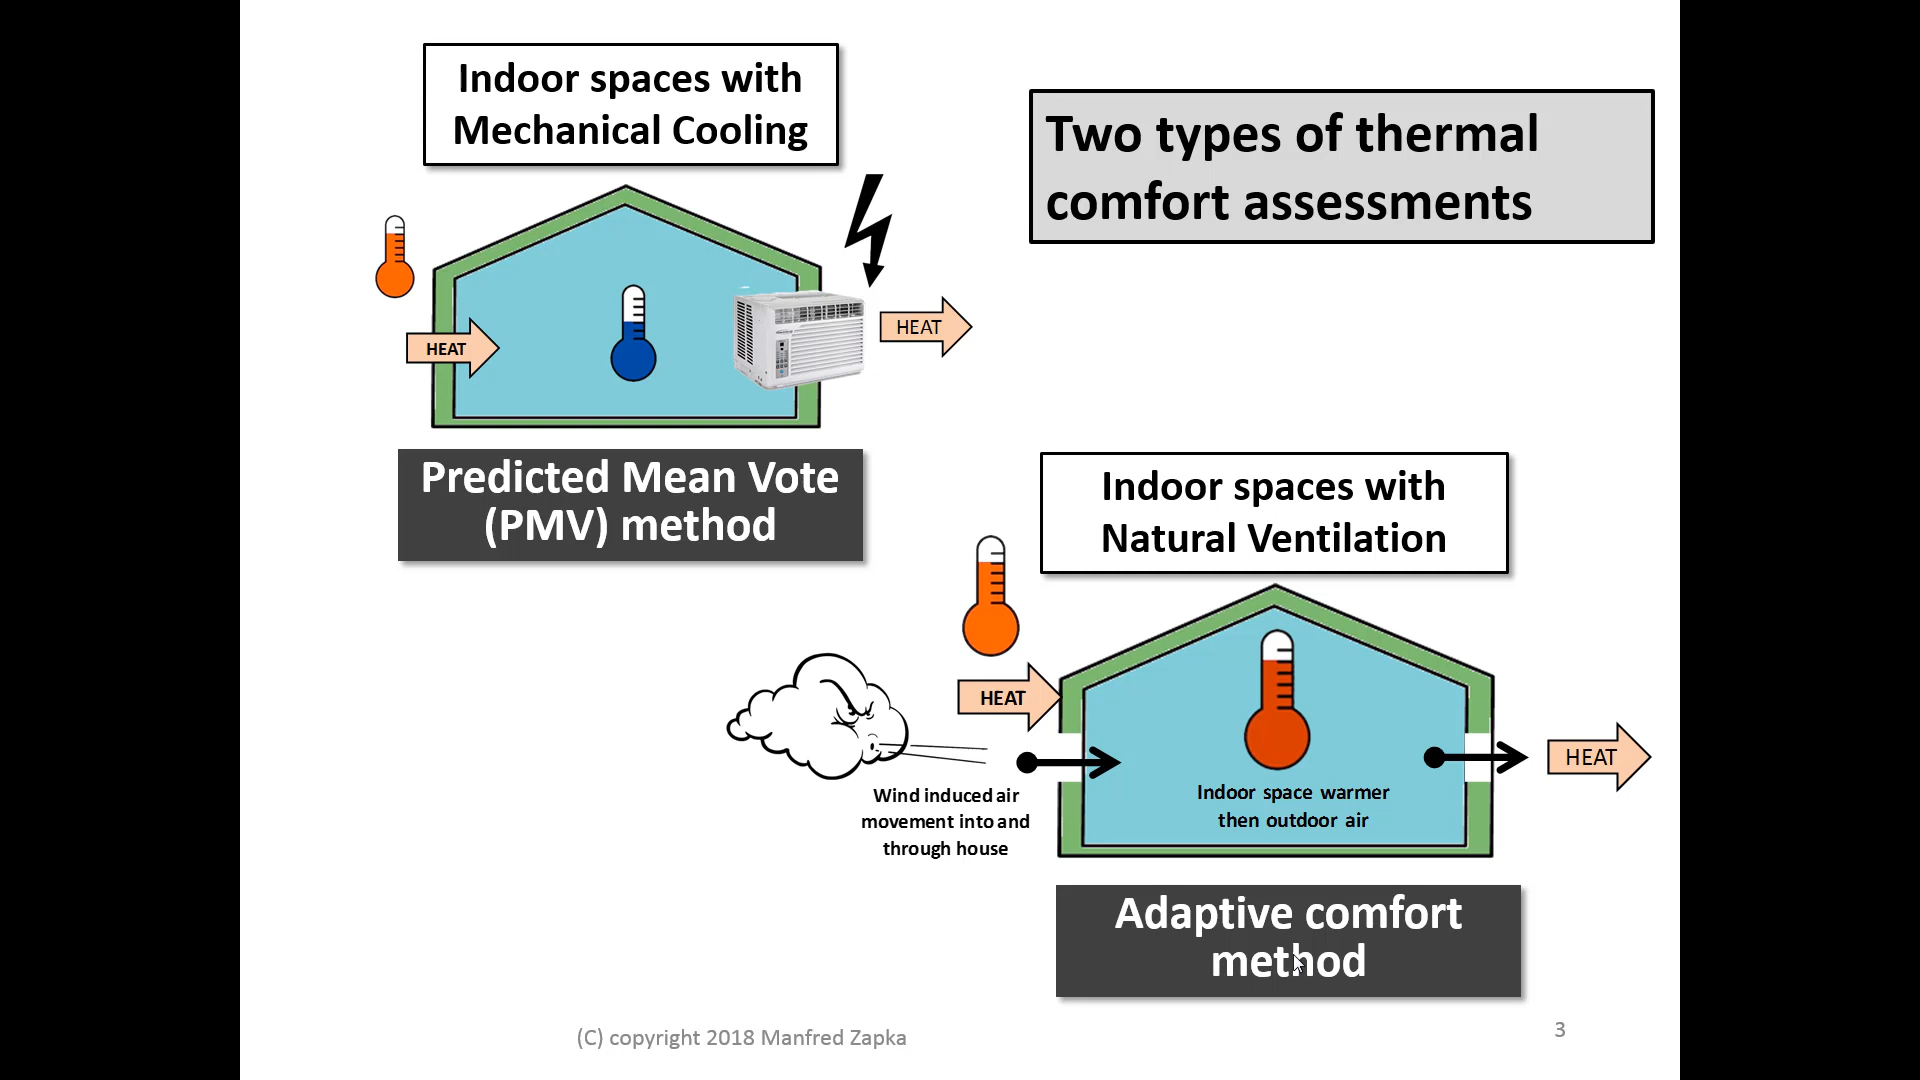 Indoor spaces with
Mechanical Cooling
Two types of thermal
comfort assessments
HEAT
HEAT
Predicted Mean Vote
(PMV) method
Indoor spaces with
Natural Ventilation
HEAT
HEAT
Wind induced air
movement into and
through house
Indoor space warmer
then outdoor air
Adaptive comfort
method
(C) copyright 2018 Manfred Zapka
3